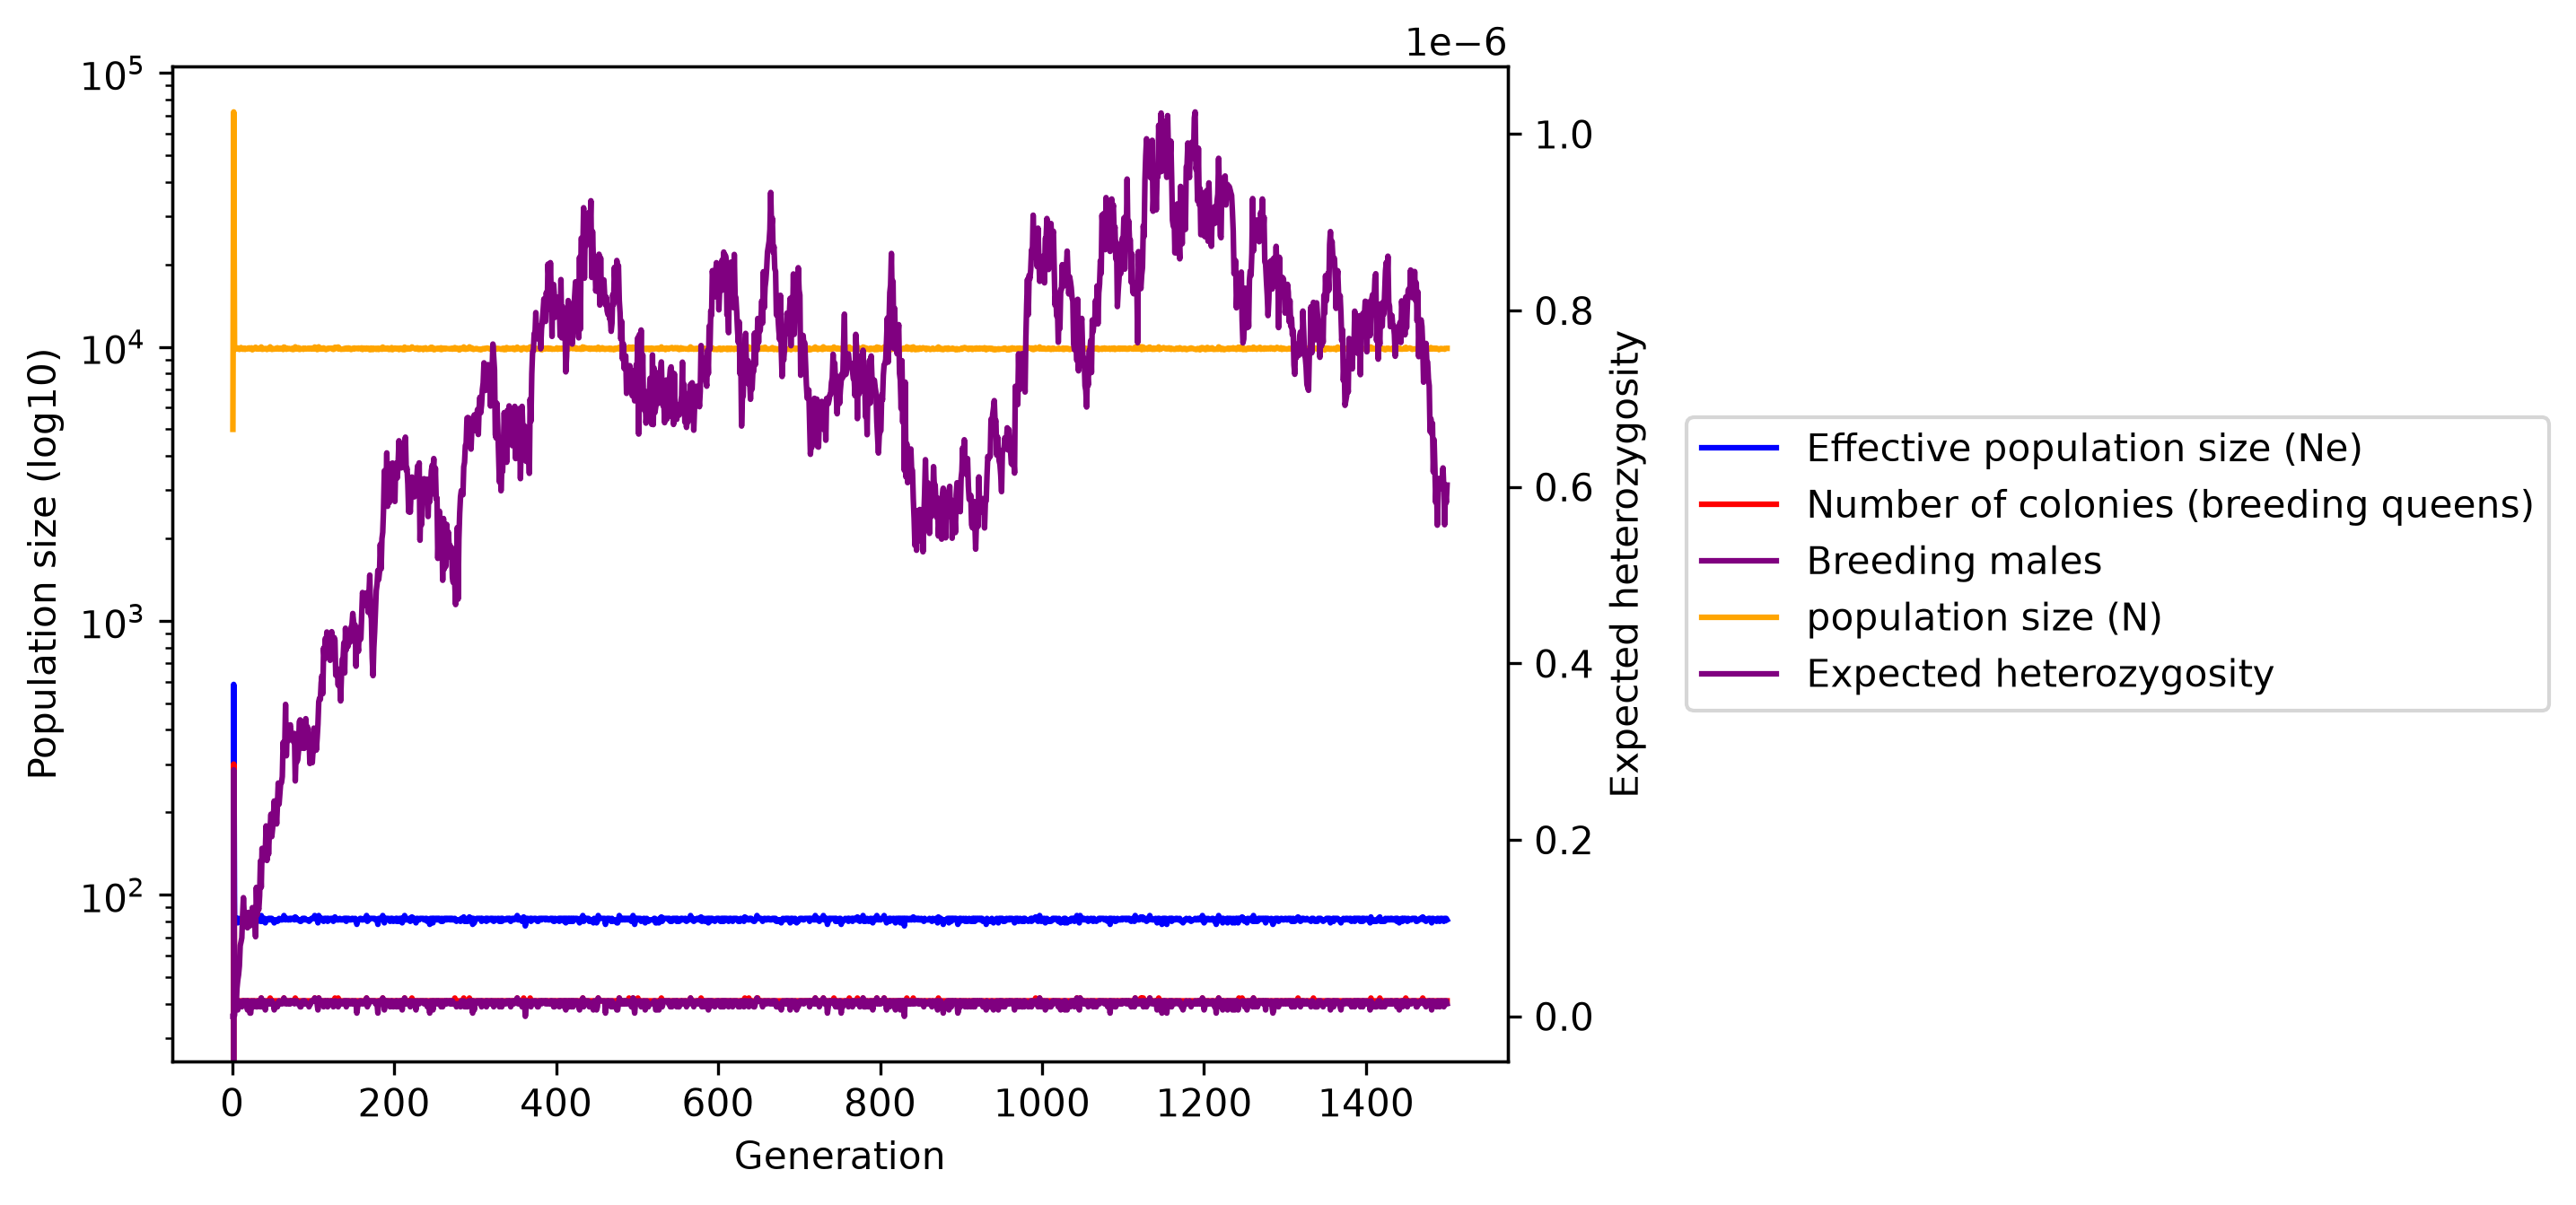 1e−6
10^5
10^4
10^3
10^2
Population size (log10)
1.0
0.8
0.6
0.4
0.2
0.0
Expected heterozygosity
0 200 400 600 800 1000 1200 1400
Generation
Effective population size (Ne)
Number of colonies (breeding queens)
Breeding males
population size (N)
Expected heterozygosity